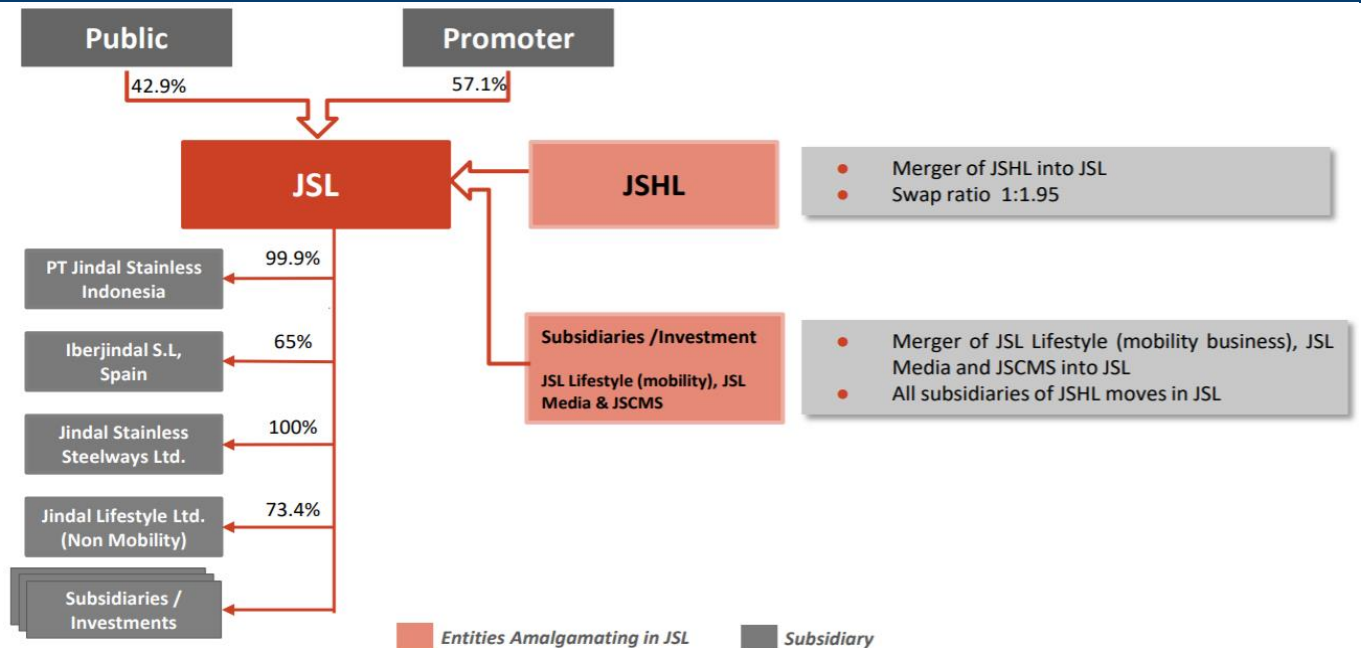 Public
Promoter
42.9%
57.1%
JSL
JSHL
● Merger of JSHL into JSL
● Swap ratio 1:1.95
PT Jindal Stainless
Indonesia
99.9%
Iberjindal S.L,
Spain
65%
Jindal Stainless
Steelways Ltd.
100%
Jindal Lifestyle Ltd.
(Non Mobility)
73.4%
Subsidiaries /
Investments
Subsidiaries /Investment
JSL Lifestyle (mobility), JSL
Media & JSCMS
● Merger of JSL Lifestyle (mobility business), JSL
Media and JSCMS into JSL
● All subsidiaries of JSHL moves in JSL
Entities Amalgamating in JSL
Subsidiary